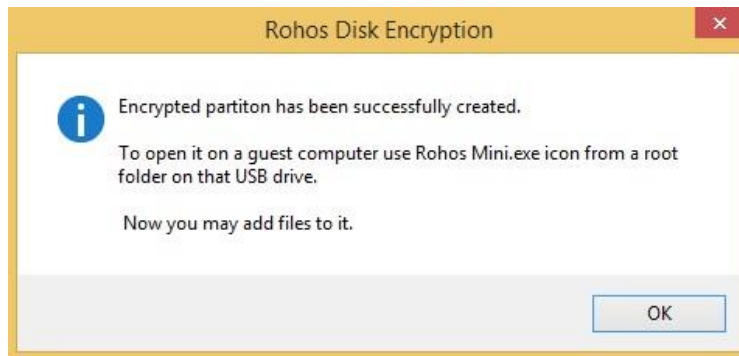 Rohos Disk Encryption
Encrypted partiton has been successfully created.
To open it on a guest computer use Rohos Mini.exe icon from a root
folder on that USB drive.
Now you may add files to it.
OK